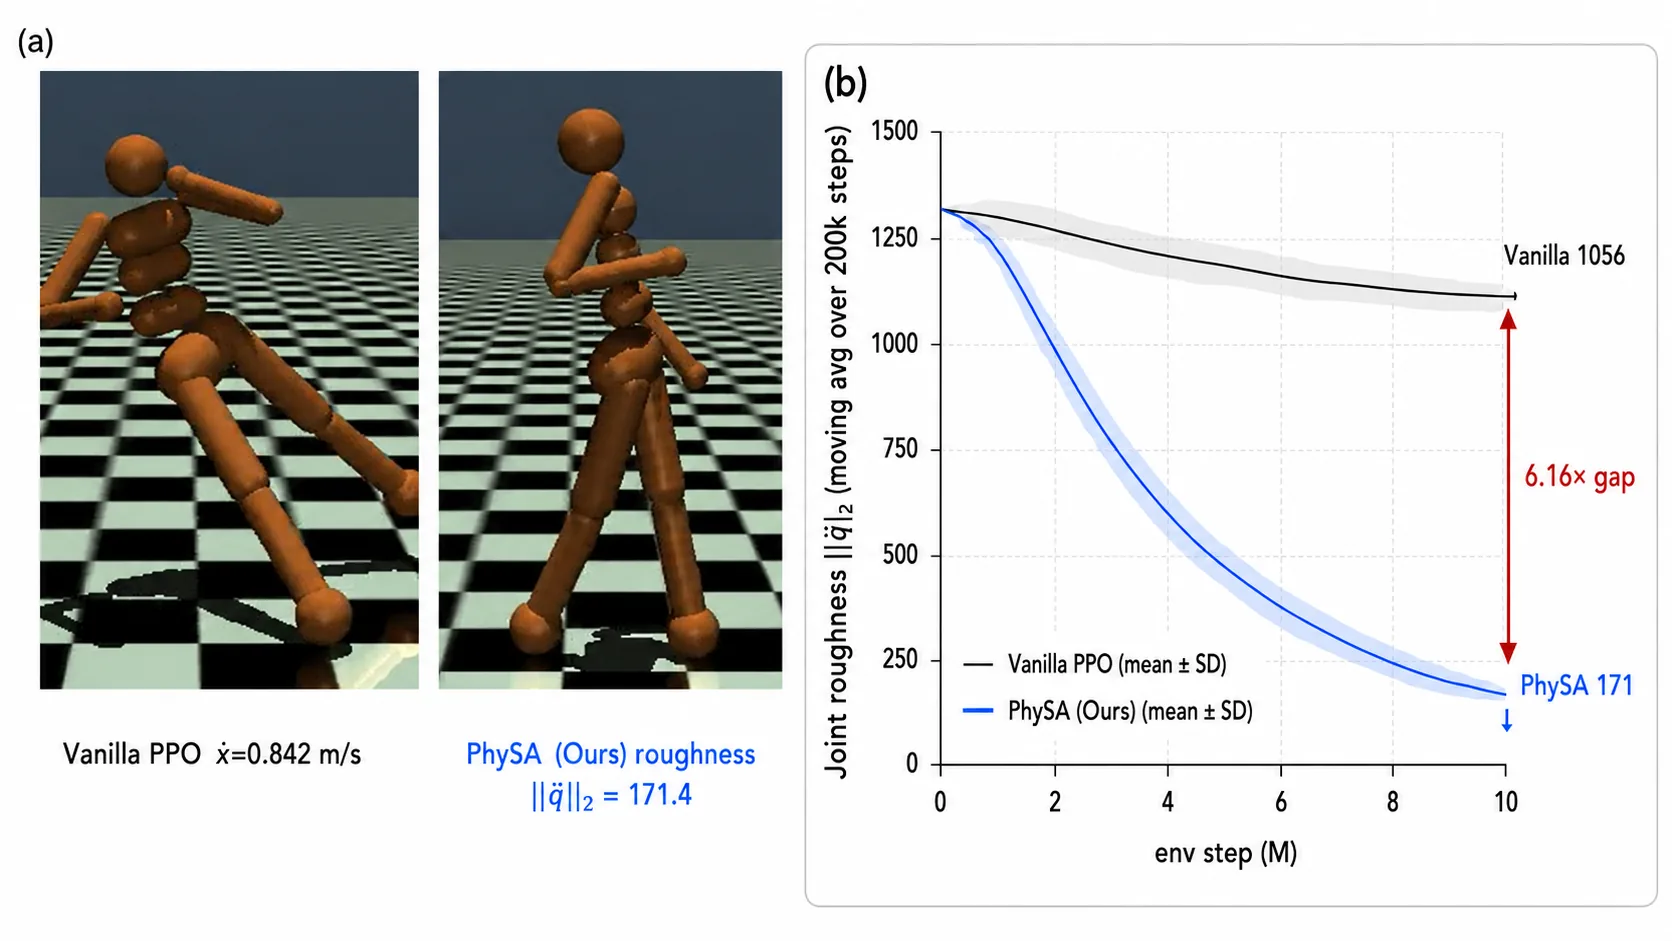 (a)
Vanilla PPO ẋ=0.842 m/s
PhySA (Ours) roughness
||q̈||₂ = 171.4
(b)
Joint roughness ||q̈|₂ (moving avg over 200k steps)
1500
1250
1000
750
500
250
0
0 2 4 6 8 10
env step (M)
Vanilla PPO (mean ± SD)
PhySA (Ours) (mean ± SD)
Vanilla 1056
6.16× gap
PhySA 171